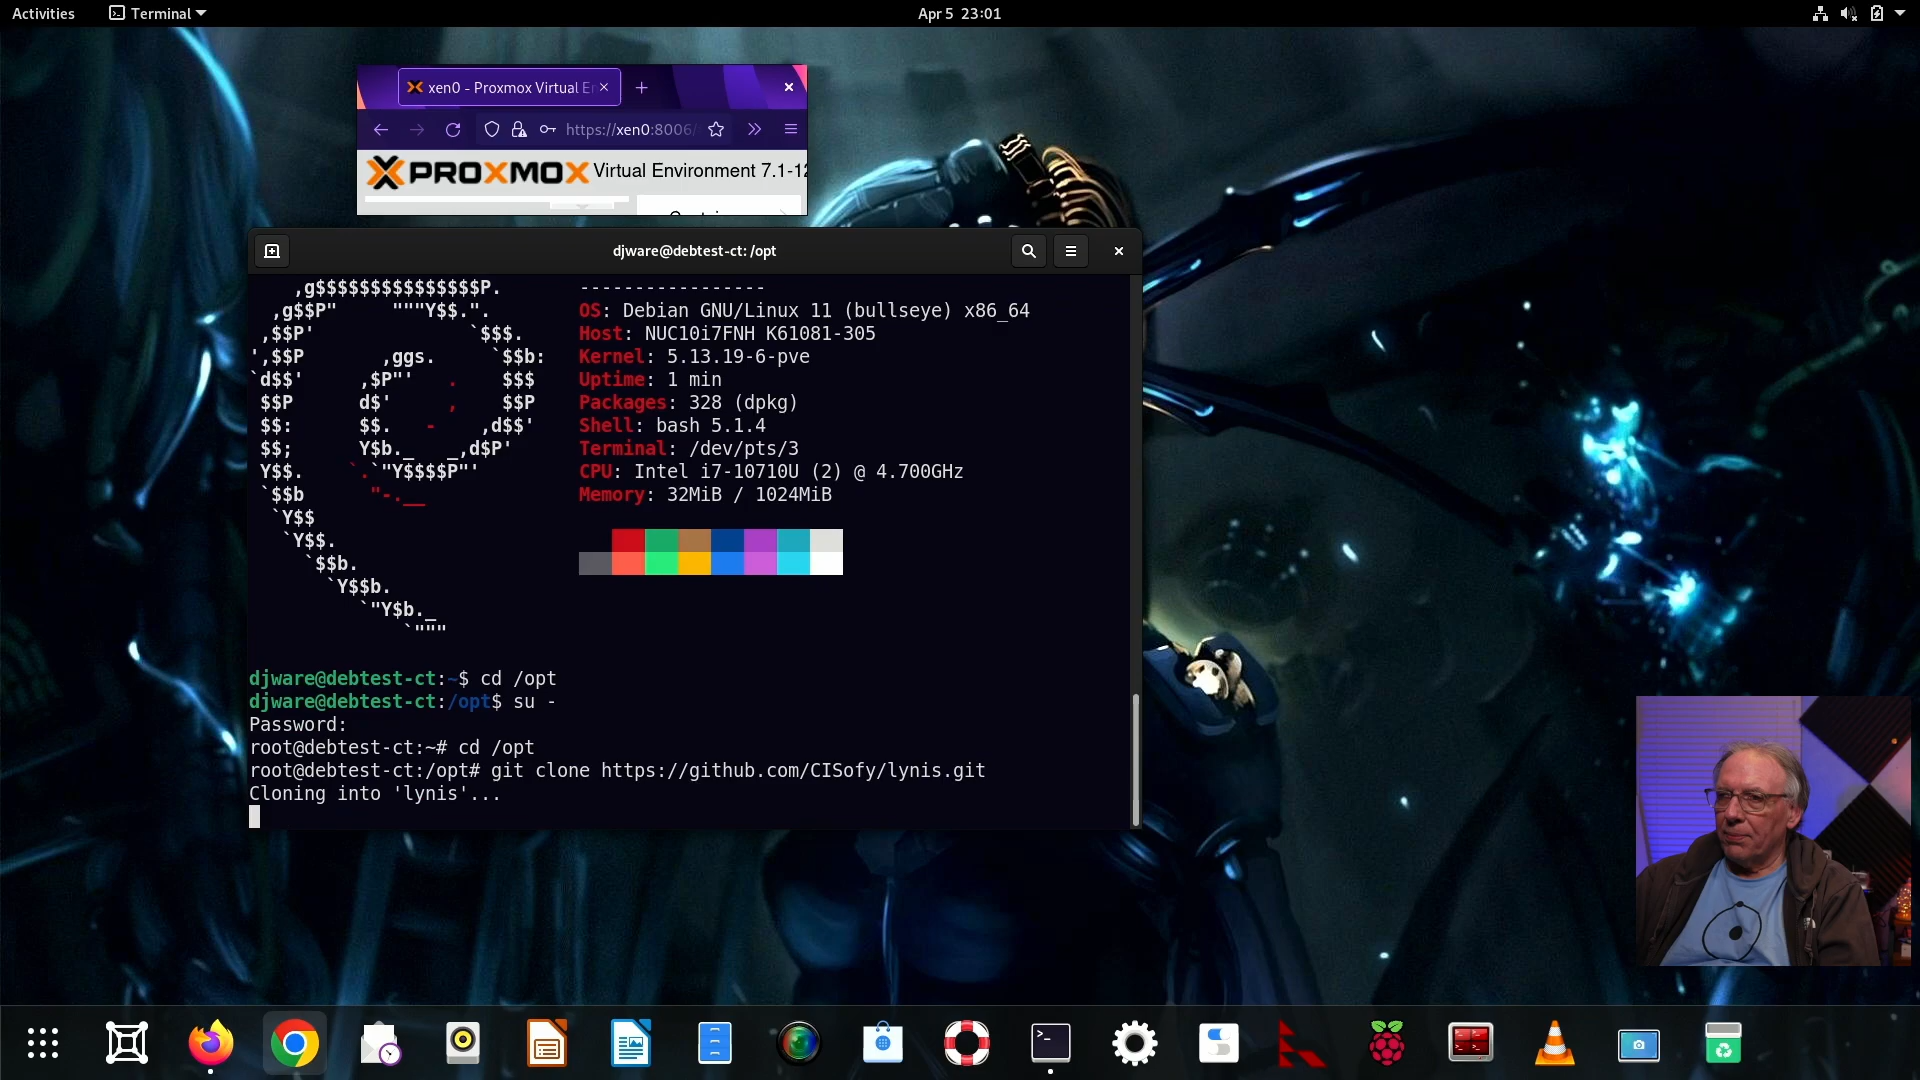 Activities
Terminal
Apr 5 23:01
xen0 - Proxmox Virtual E
https://xen0:8006/
PROXMOX Virtual Environment 7.1-12
djware@debtest-ct: /opt
,g$$$$$$$$$$$$$$$P.       -----------------
,g$$P"     """Y$$.".        OS: Debian GNU/Linux 11 (bullseye) x86_64
,$$P'              `$$$.      Host: NUC10i7FNH K61081-305
',$$P       ,ggs.     `$$b:   Kernel: 5.13.19-6-pve
`d$$'     ,$P"'   .    $$$    Uptime: 1 min
$$P      d$'     ,    $$P    Packages: 328 (dpkg)
$$:      $$.   -    ,d$$'    Shell: bash 5.1.4
$$;      Y$b._   _,d$P'      Terminal: /dev/pts/3
Y$$.    `.`"Y$$$$P"'         CPU: Intel i7-10710U (2) @ 4.700GHz
`$$b      "-.__              Memory: 32MiB / 1024MiB
`Y$$
`Y$$.
`$$b.
`Y$$b.
`"Y$b._
`"""
djware@debtest-ct:~$ cd /opt
djware@debtest-ct:/opt$ su -
Password:
root@debtest-ct:~# cd /opt
root@debtest-ct:/opt# git clone https://github.com/CISofy/lynis.git
Cloning into 'lynis'...